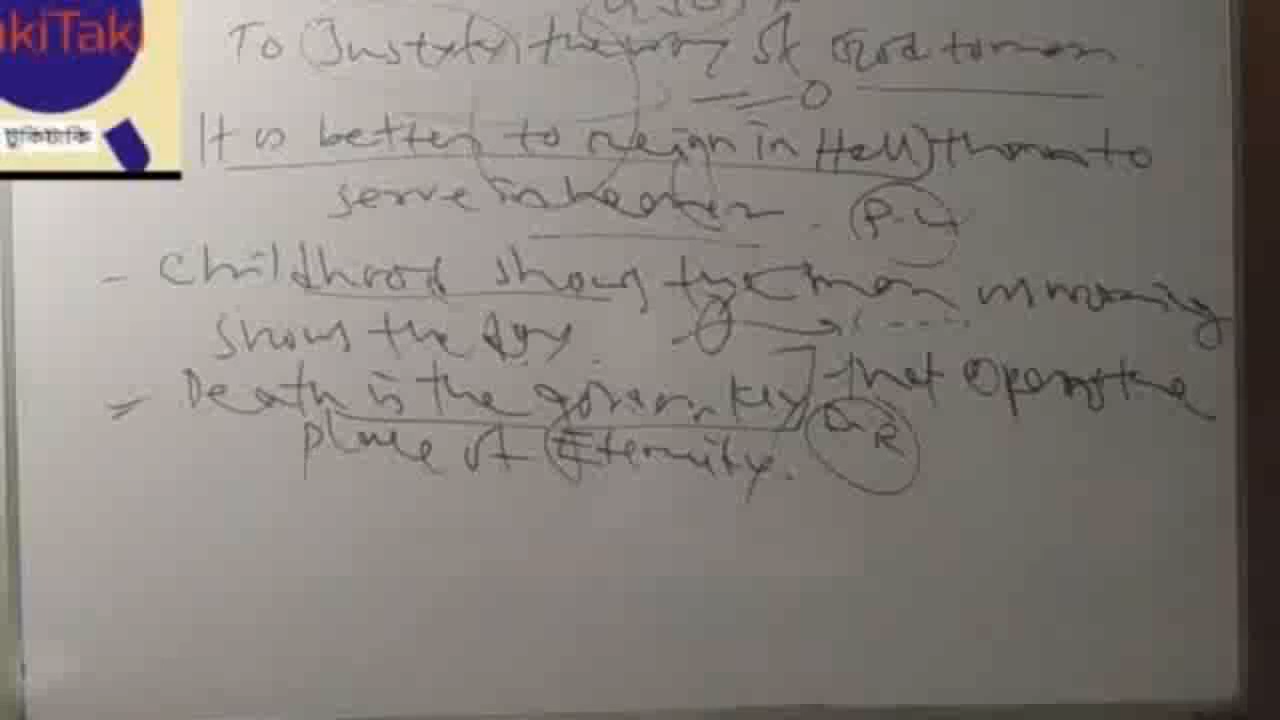 kiTaki
টুকিটাকি
To Justify the way of God to man
It is better to reign in Hell than to
serve in heaven. P.L
- Childhood shows the man as morning
shows the day.
= Death is the golden key that opens the
place of Eternity.